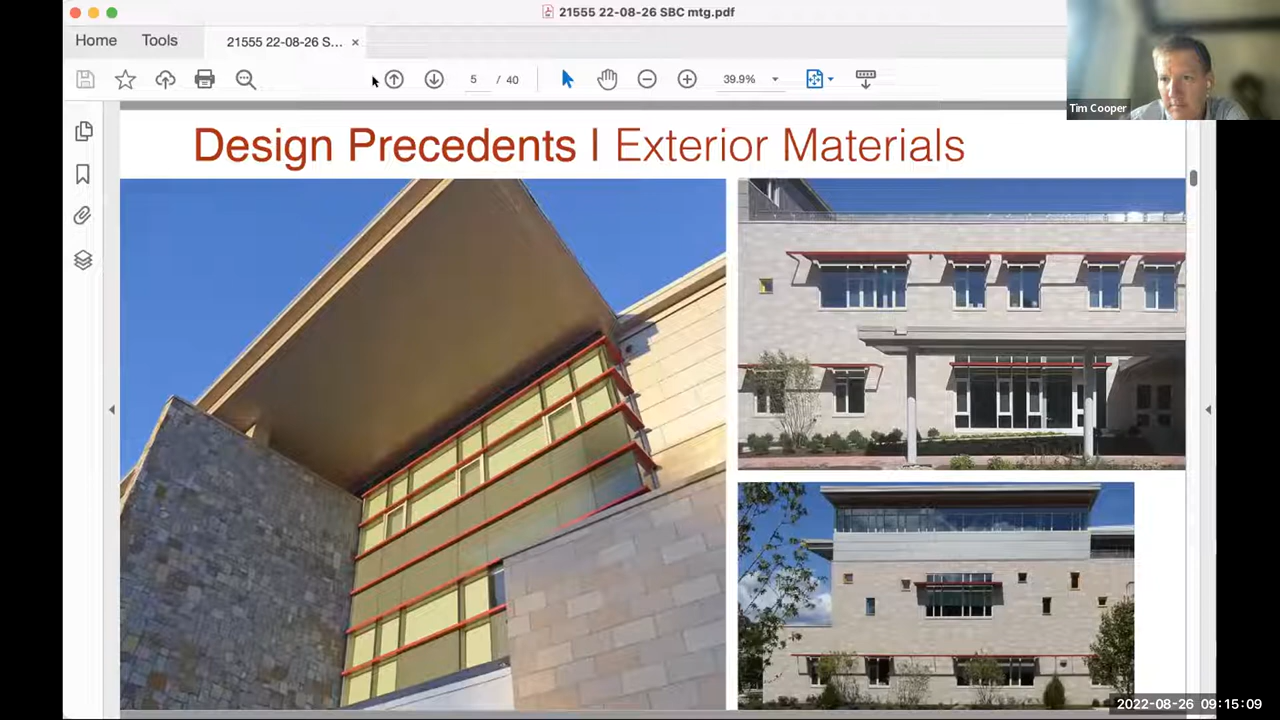 21555 22-08-26 SBC mtg.pdf
Home Tools 21555 22-08-26 S... ×
5 / 40 39.9%
Tim Cooper
Design Precedents | Exterior Materials
2022-08-26 09:15:09